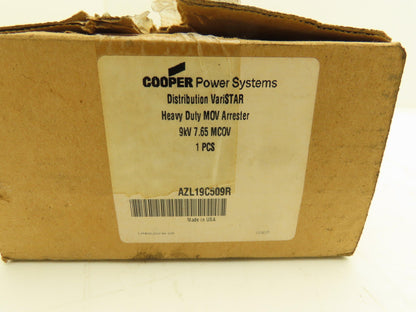 COOPER Power Systems
Distribution VariSTAR
Heavy Duty MOV Arrester
9kV 7.65 MCOV
1 PCS
AZL19C509R
Made in USA